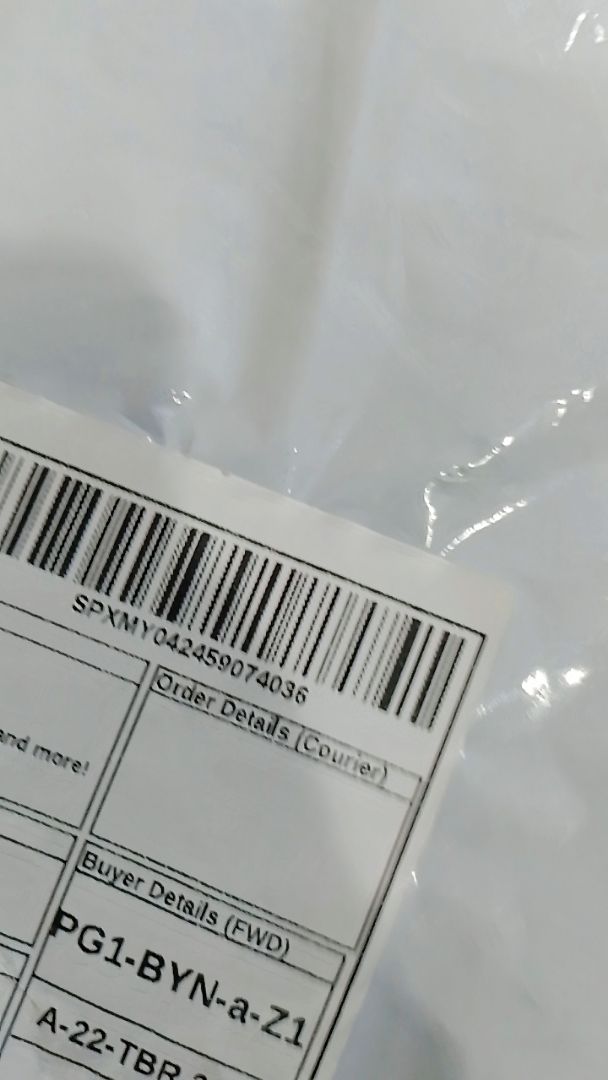 SPXMY042459074036
Order Details (Courier)
and more!
Buyer Details (FWD)
PG1-BYN-a-Z1
A-22-TBR